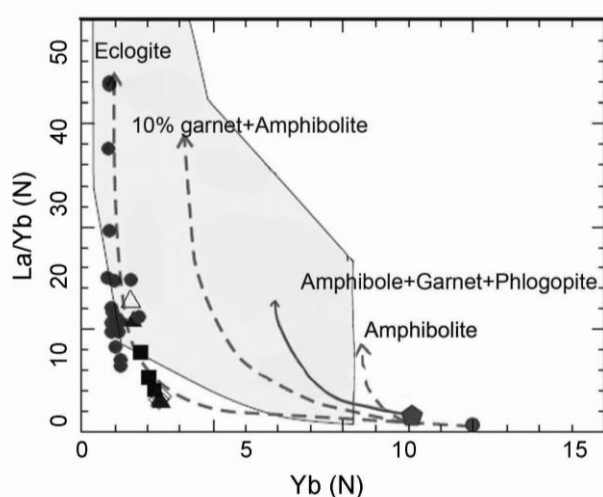 50
Eclogite
40
10% garnet+Amphibolite
30
La/Yb (N)
20
Amphibole+Garnet+Phlogopite
Amphibolite
10
0
0 5 10 15
Yb (N)